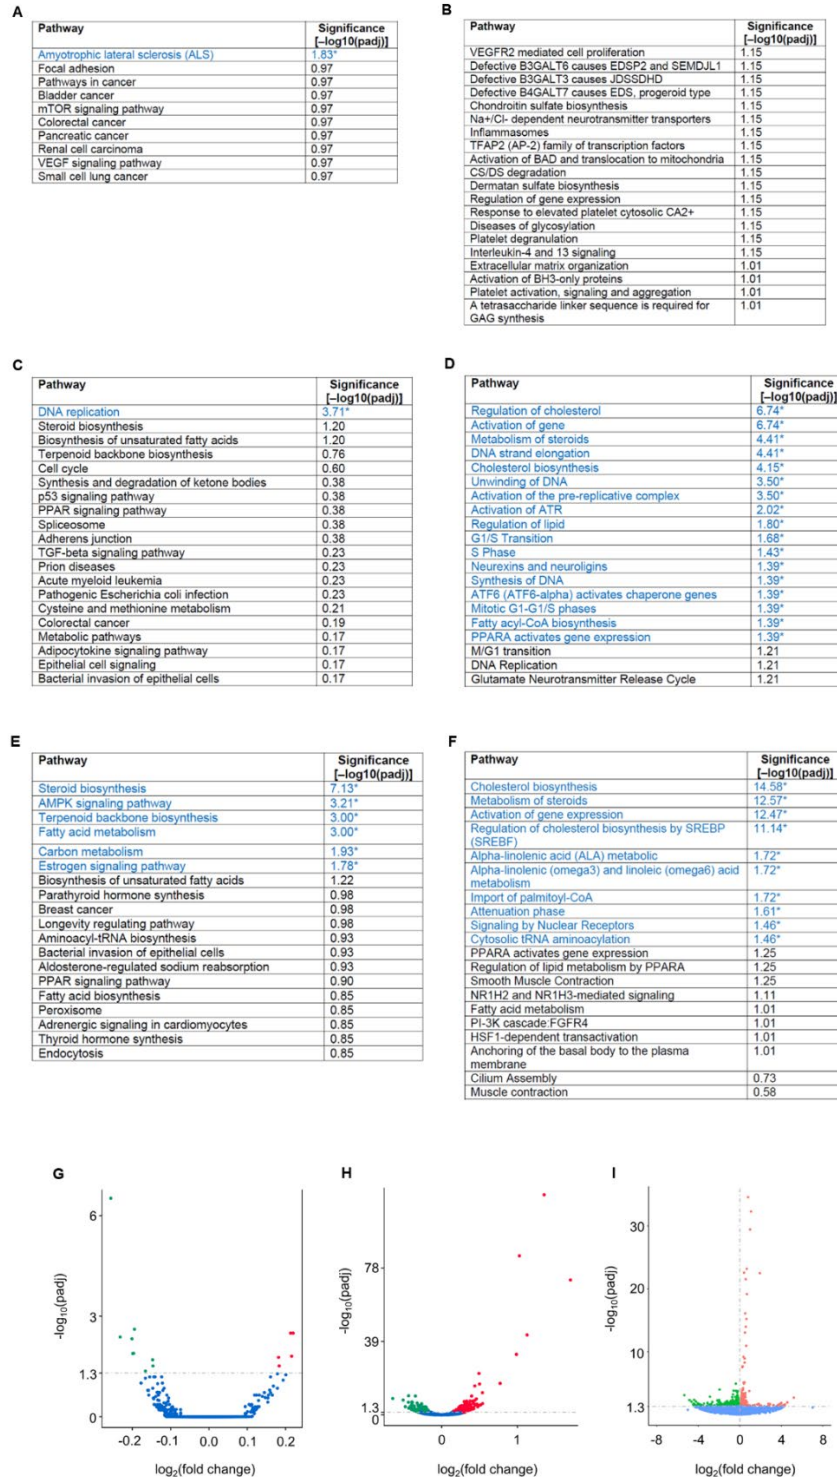 A
Pathway Significance
[–log10(padj)]
Amyotrophic lateral sclerosis (ALS) 1.83*
Focal adhesion 0.97
Pathways in cancer 0.97
Bladder cancer 0.97
mTOR signaling pathway 0.97
Colorectal cancer 0.97
Pancreatic cancer 0.97
Renal cell carcinoma 0.97
VEGF signaling pathway 0.97
Small cell lung cancer 0.97
B
Pathway Significance
[–log10(padj)]
VEGFR2 mediated cell proliferation 1.15
Defective B3GALT6 causes EDSP2 and SEMDJL1 1.15
Defective B3GALT3 causes JDSSDHD 1.15
Defective B4GALT7 causes EDS, progeroid type 1.15
Chondroitin sulfate biosynthesis 1.15
Na+/Cl- dependent neurotransmitter transporters 1.15
Inflammasomes 1.15
TFAP2 (AP-2) family of transcription factors 1.15
Activation of BAD and translocation to mitochondria 1.15
CS/DS degradation 1.15
Dermatan sulfate biosynthesis 1.15
Regulation of gene expression 1.15
Response to elevated platelet cytosolic CA2+ 1.15
Diseases of glycosylation 1.15
Platelet degranulation 1.15
Interleukin-4 and 13 signaling 1.15
Extracellular matrix organization 1.01
Activation of BH3-only proteins 1.01
Platelet activation, signaling and aggregation 1.01
A tetrasaccharide linker sequence is required for 1.01
GAG synthesis
C
Pathway Significance
[–log10(padj)]
DNA replication 3.71*
Steroid biosynthesis 1.20
Biosynthesis of unsaturated fatty acids 1.20
Terpenoid backbone biosynthesis 0.76
Cell cycle 0.60
Synthesis and degradation of ketone bodies 0.38
p53 signaling pathway 0.38
PPAR signaling pathway 0.38
Spliceosome 0.38
Adherens junction 0.38
TGF-beta signaling pathway 0.23
Prion diseases 0.23
Acute myeloid leukemia 0.23
Pathogenic Escherichia coli infection 0.23
Cysteine and methionine metabolism 0.21
Colorectal cancer 0.19
Metabolic pathways 0.17
Adipocytokine signaling pathway 0.17
Epithelial cell signaling 0.17
Bacterial invasion of epithelial cells 0.17
D
Pathway Significance
[–log10(padj)]
Regulation of cholesterol 6.74*
Activation of gene 6.74*
Metabolism of steroids 4.41*
DNA strand elongation 4.41*
Cholesterol biosynthesis 4.15*
Unwinding of DNA 3.50*
Activation of the pre-replicative complex 3.50*
Activation of ATR 2.02*
Regulation of lipid 1.80*
G1/S Transition 1.68*
S Phase 1.43*
Neurexins and neuroligins 1.39*
Synthesis of DNA 1.39*
ATF6 (ATF6-alpha) activates chaperone genes 1.39*
Mitotic G1-G1/S phases 1.39*
Fatty acyl-CoA biosynthesis 1.39*
PPARA activates gene expression 1.39*
M/G1 transition 1.21
DNA Replication 1.21
Glutamate Neurotransmitter Release Cycle 1.21
E
Pathway Significance
[–log10(padj)]
Steroid biosynthesis 7.13*
AMPK signaling pathway 3.21*
Terpenoid backbone biosynthesis 3.00*
Fatty acid metabolism 3.00*
Carbon metabolism 1.93*
Estrogen signaling pathway 1.78*
Biosynthesis of unsaturated fatty acids 1.22
Parathyroid hormone synthesis 0.98
Breast cancer 0.98
Longevity regulating pathway 0.98
Aminoacyl-tRNA biosynthesis 0.93
Bacterial invasion of epithelial cells 0.93
Aldosterone-regulated sodium reabsorption 0.93
PPAR signaling pathway 0.90
Fatty acid biosynthesis 0.85
Peroxisome 0.85
Adrenergic signaling in cardiomyocytes 0.85
Thyroid hormone synthesis 0.85
Endocytosis 0.85
F
Pathway Significance
[–log10(padj)]
Cholesterol biosynthesis 14.58*
Metabolism of steroids 12.57*
Activation of gene expression 12.47*
Regulation of cholesterol biosynthesis by SREBP 11.14*
(SREBF)
Alpha-linolenic acid (ALA) metabolic 1.72*
Alpha-linolenic (omega3) and linoleic (omega6) acid 1.72*
metabolism
Import of palmitoyl-CoA 1.72*
Attenuation phase 1.61*
Signaling by Nuclear Receptors 1.46*
Cytosolic tRNA aminoacylation 1.46*
PPARA activates gene expression 1.25
Regulation of lipid metabolism by PPARA 1.25
Smooth Muscle Contraction 1.25
NR1H2 and NR1H3-mediated signaling 1.11
Fatty acid metabolism 1.01
PI-3K cascade:FGFR4 1.01
HSF1-dependent transactivation 1.01
Anchoring of the basal body to the plasma 1.01
membrane
Cilium Assembly 0.73
Muscle contraction 0.58
G
-log10(padj)
6
3
1.3
0
-0.2 -0.1 0.0 0.1 0.2
log2(fold change)
H
-log10(padj)
78
39
1.3
0
0 1
log2(fold change)
I
-log10(padj)
30
20
10
1.3
-8 -4 0 4 8
log2(fold change)